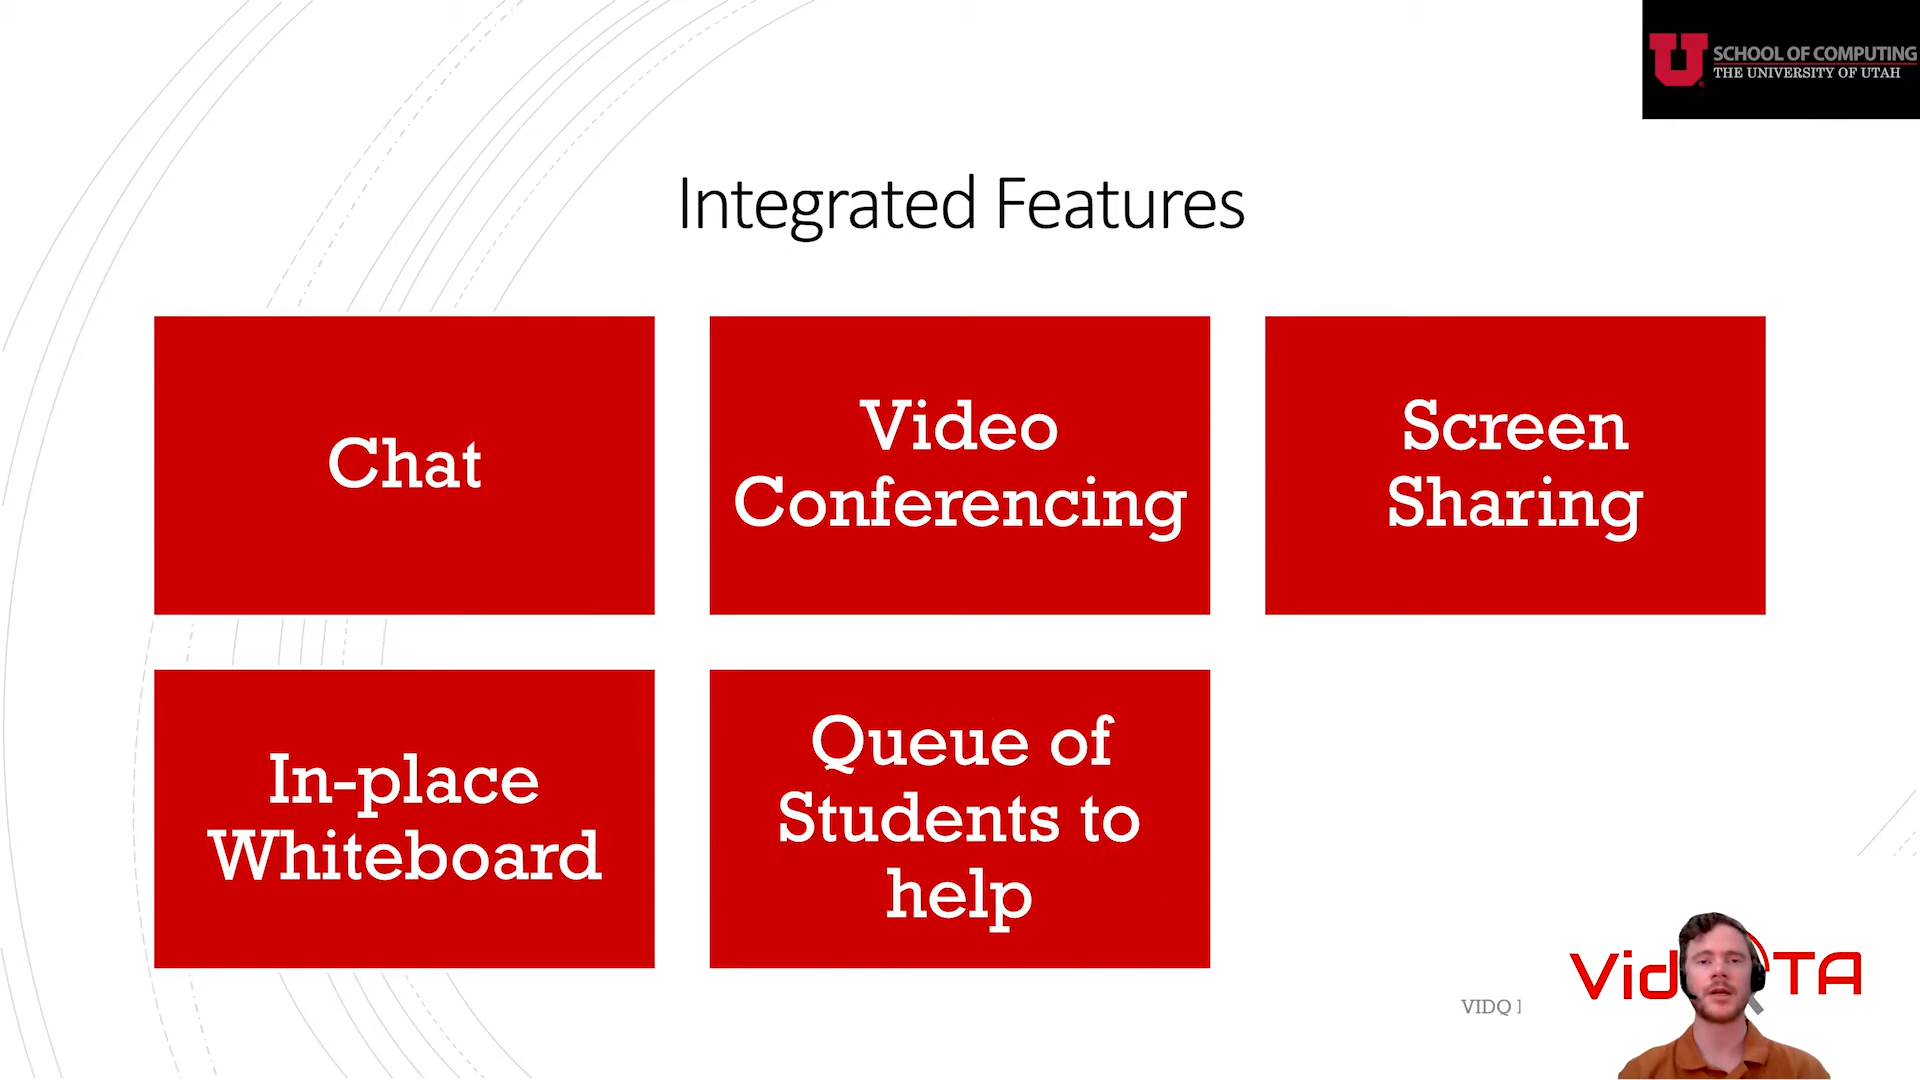 SCHOOL OF COMPUTING
THE UNIVERSITY OF UTAH
Integrated Features
Chat
Video
Conferencing
Screen
Sharing
In-place
Whiteboard
Queue of
Students to
help
Vid TA
VIDQ